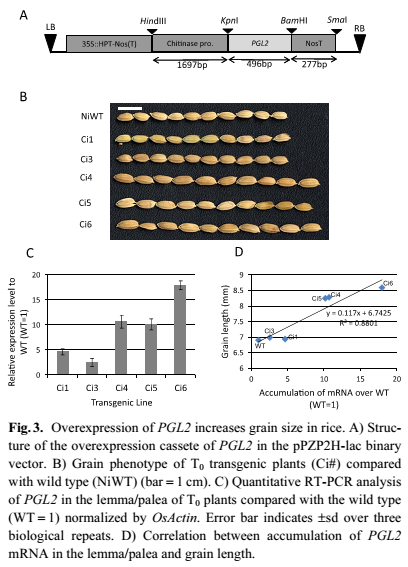 A
LB
HindIII
KpnI
BamHI
SmaI
RB
35S::HPT-Nos(T)
Chitinase pro.
PGL2
NosT
1697bp
496bp
277bp
B
NiWT
Ci1
Ci3
Ci4
Ci5
Ci6
C
Relative expression level to
WT (WT=1)
20
15
10
5
0
Ci1 Ci3 Ci4 Ci5 Ci6
Transgenic Line
D
Grain length (mm)
9
8.5
8
7.5
7
6.5
6
WT
Ci3
Ci1
Ci5
Ci4
Ci6
y = 0.117x + 6.7425
R² = 0.8801
0 5 10 15 20
Accumulation of mRNA over WT
(WT=1)
Fig. 3. Overexpression of PGL2 increases grain size in rice. A) Struc-
ture of the overexpression cassete of PGL2 in the pPZP2H-lac binary
vector. B) Grain phenotype of T₀ transgenic plants (Ci#) compared
with wild type (NiWT) (bar = 1 cm). C) Quantitative RT-PCR analysis
of PGL2 in the lemma/palea of T₀ plants compared with the wild type
(WT = 1) normalized by OsActin. Error bar indicates ±sd over three
biological repeats. D) Correlation between accumulation of PGL2
mRNA in the lemma/palea and grain length.